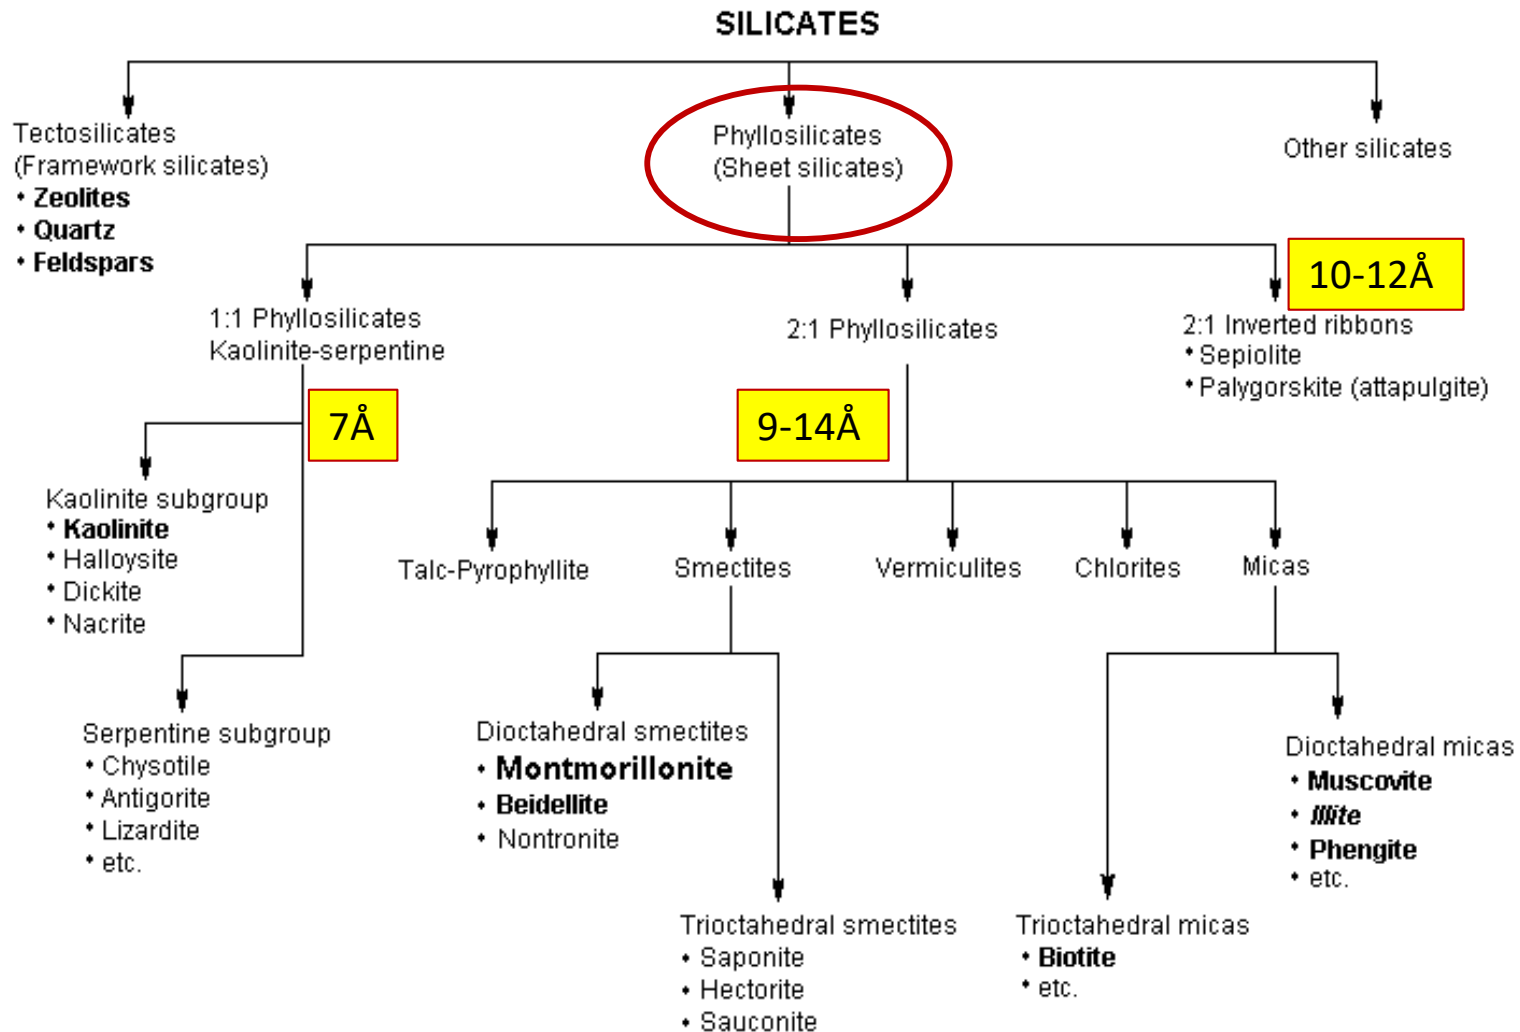 SILICATES
Tectosilicates
(Framework silicates)
• Zeolites
• Quartz
• Feldspars
Phyllosilicates
(Sheet silicates)
Other silicates
10-12Å
1:1 Phyllosilicates
Kaolinite-serpentine
2:1 Phyllosilicates
2:1 Inverted ribbons
• Sepiolite
• Palygorskite (attapulgite)
7Å
9-14Å
Kaolinite subgroup
• Kaolinite
• Halloysite
• Dickite
• Nacrite
Talc-Pyrophyllite
Smectites
Vermiculites
Chlorites
Micas
Serpentine subgroup
• Chysotile
• Antigorite
• Lizardite
• etc.
Dioctahedral smectites
• Montmorillonite
• Beidellite
• Nontronite
Dioctahedral micas
• Muscovite
• Illite
• Phengite
• etc.
Trioctahedral smectites
• Saponite
• Hectorite
• Sauconite
Trioctahedral micas
• Biotite
• etc.